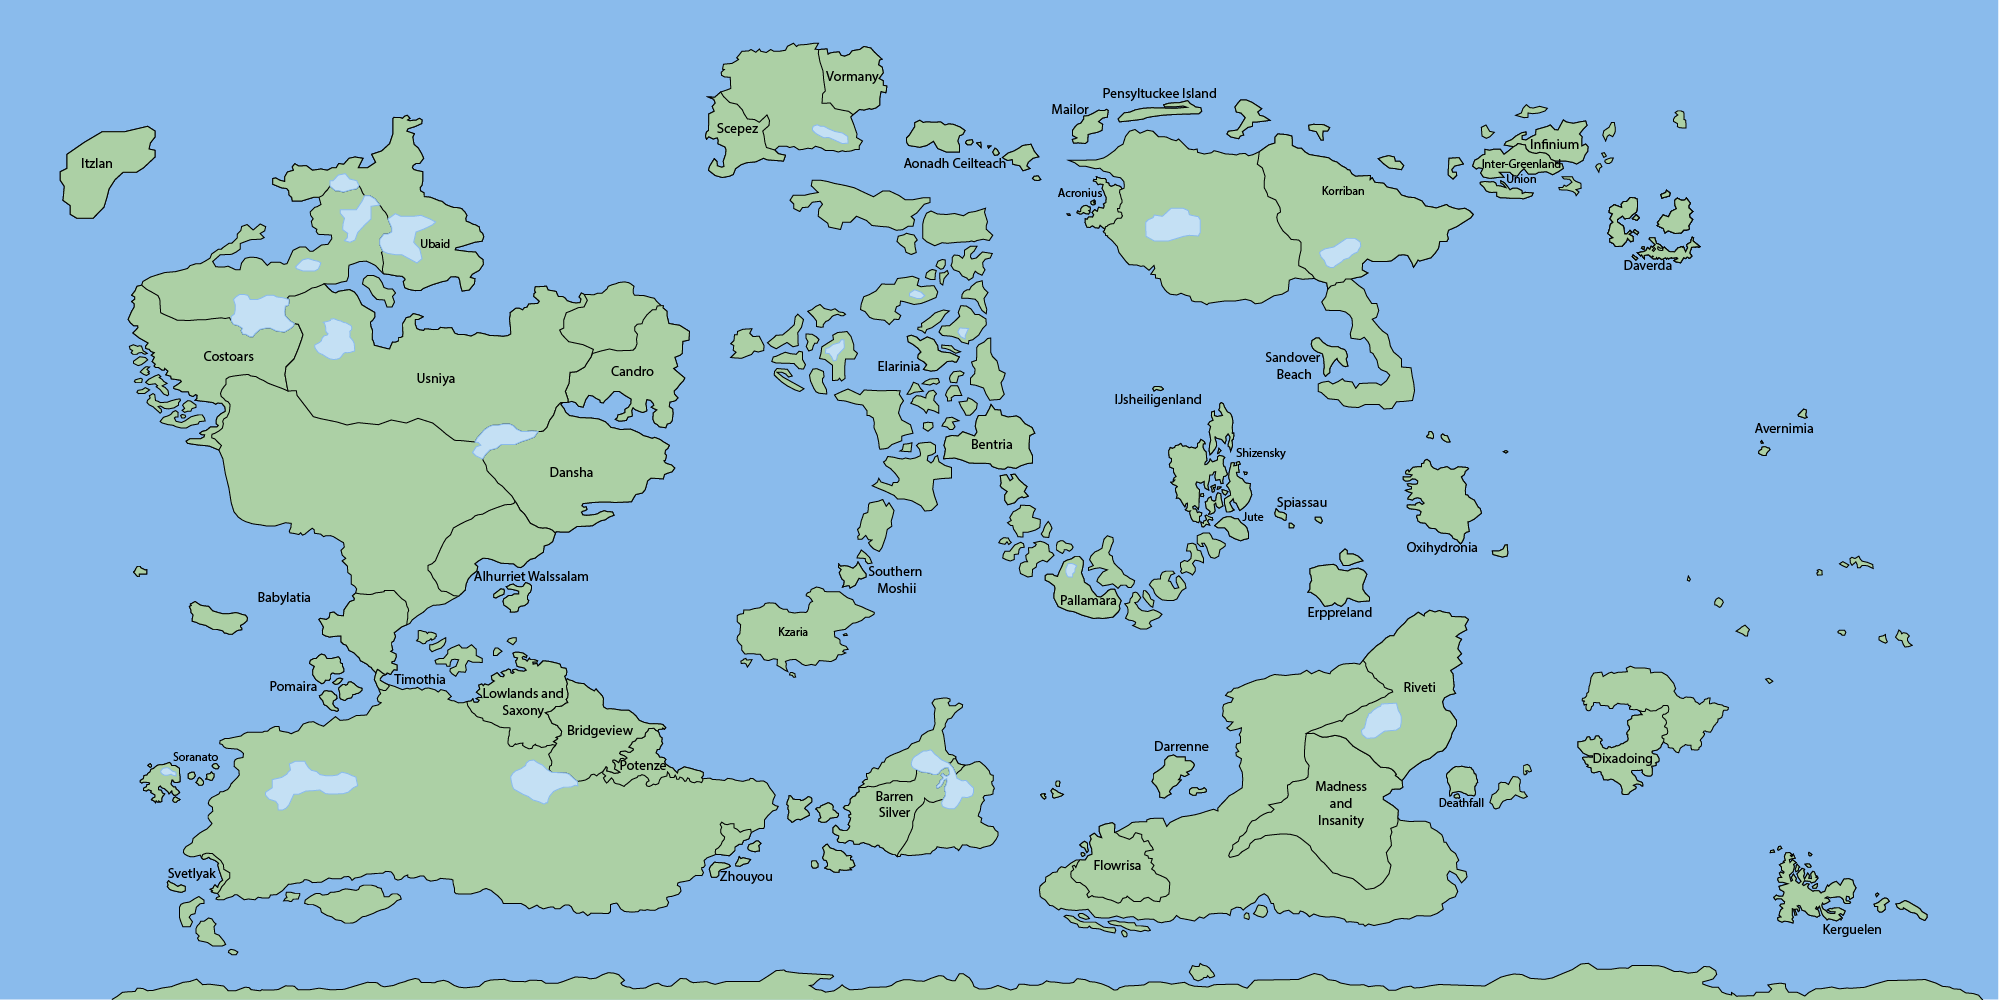 Vormany
Pensyltuckee Island
Mailor
Scepez
Infinium
Aonadh Ceilteach
Itzlan
Inter-Greenland
Union
Acronius
Korriban
Ubaid
Daverda
Costoars
Sandover
Beach
Elarinia
Candro
Usniya
IJsheiligenland
Avernimia
Bentria
Shizensky
Dansha
Spiassau
Jute
Oxihydronia
Southern
Moshii
Alhurriet Walssalam
Babylatia
Pallamara
Erppreland
Kzaria
Timothia
Pomaira
Riveti
Lowlands and
Saxony
Bridgeview
Darrenne
Soranato
Dixadoing
Potenze
Madness
and
Insanity
Barren
Silver
Deathfall
Flowrisa
Svetlyak
Zhouyou
Kerguelen